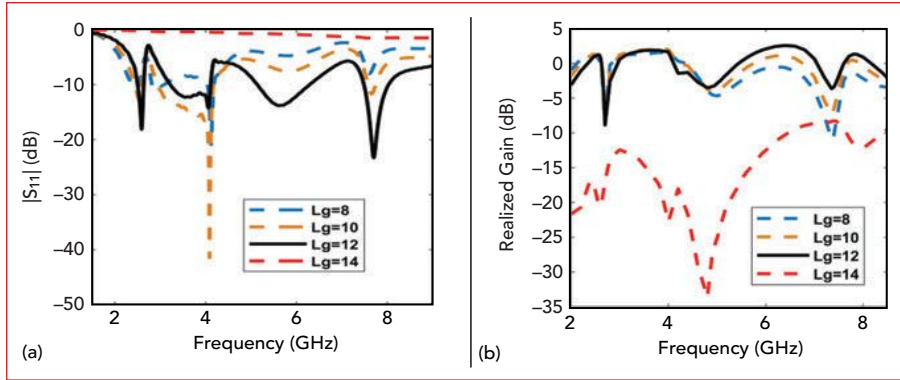 0
−10
−20
−30
−40
−50
|S₁₁| (dB)
Lg=8
Lg=10
Lg=12
Lg=14
2
4
6
8
Frequency (GHz)
(a)
(b)
5
0
−5
−10
−15
−20
−25
−30
−35
Realized Gain (dB)
Lg=8
Lg=10
Lg=12
Lg=14
2
4
6
8
Frequency (GHz)